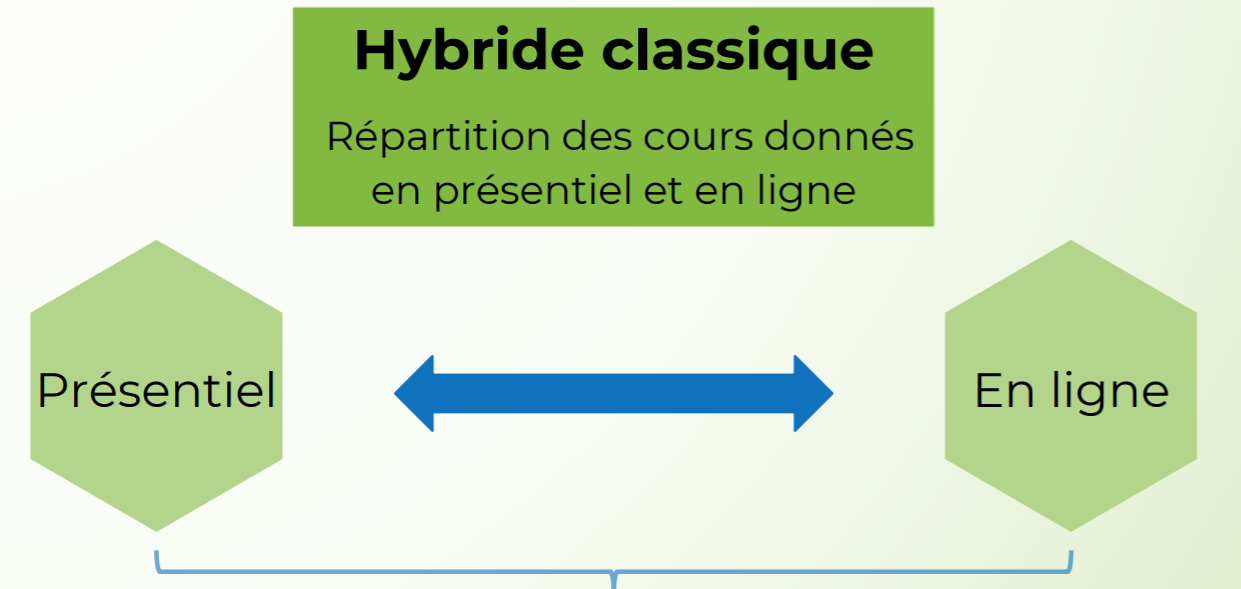 Hybride classique
Répartition des cours donnés
en présentiel et en ligne
Présentiel
En ligne